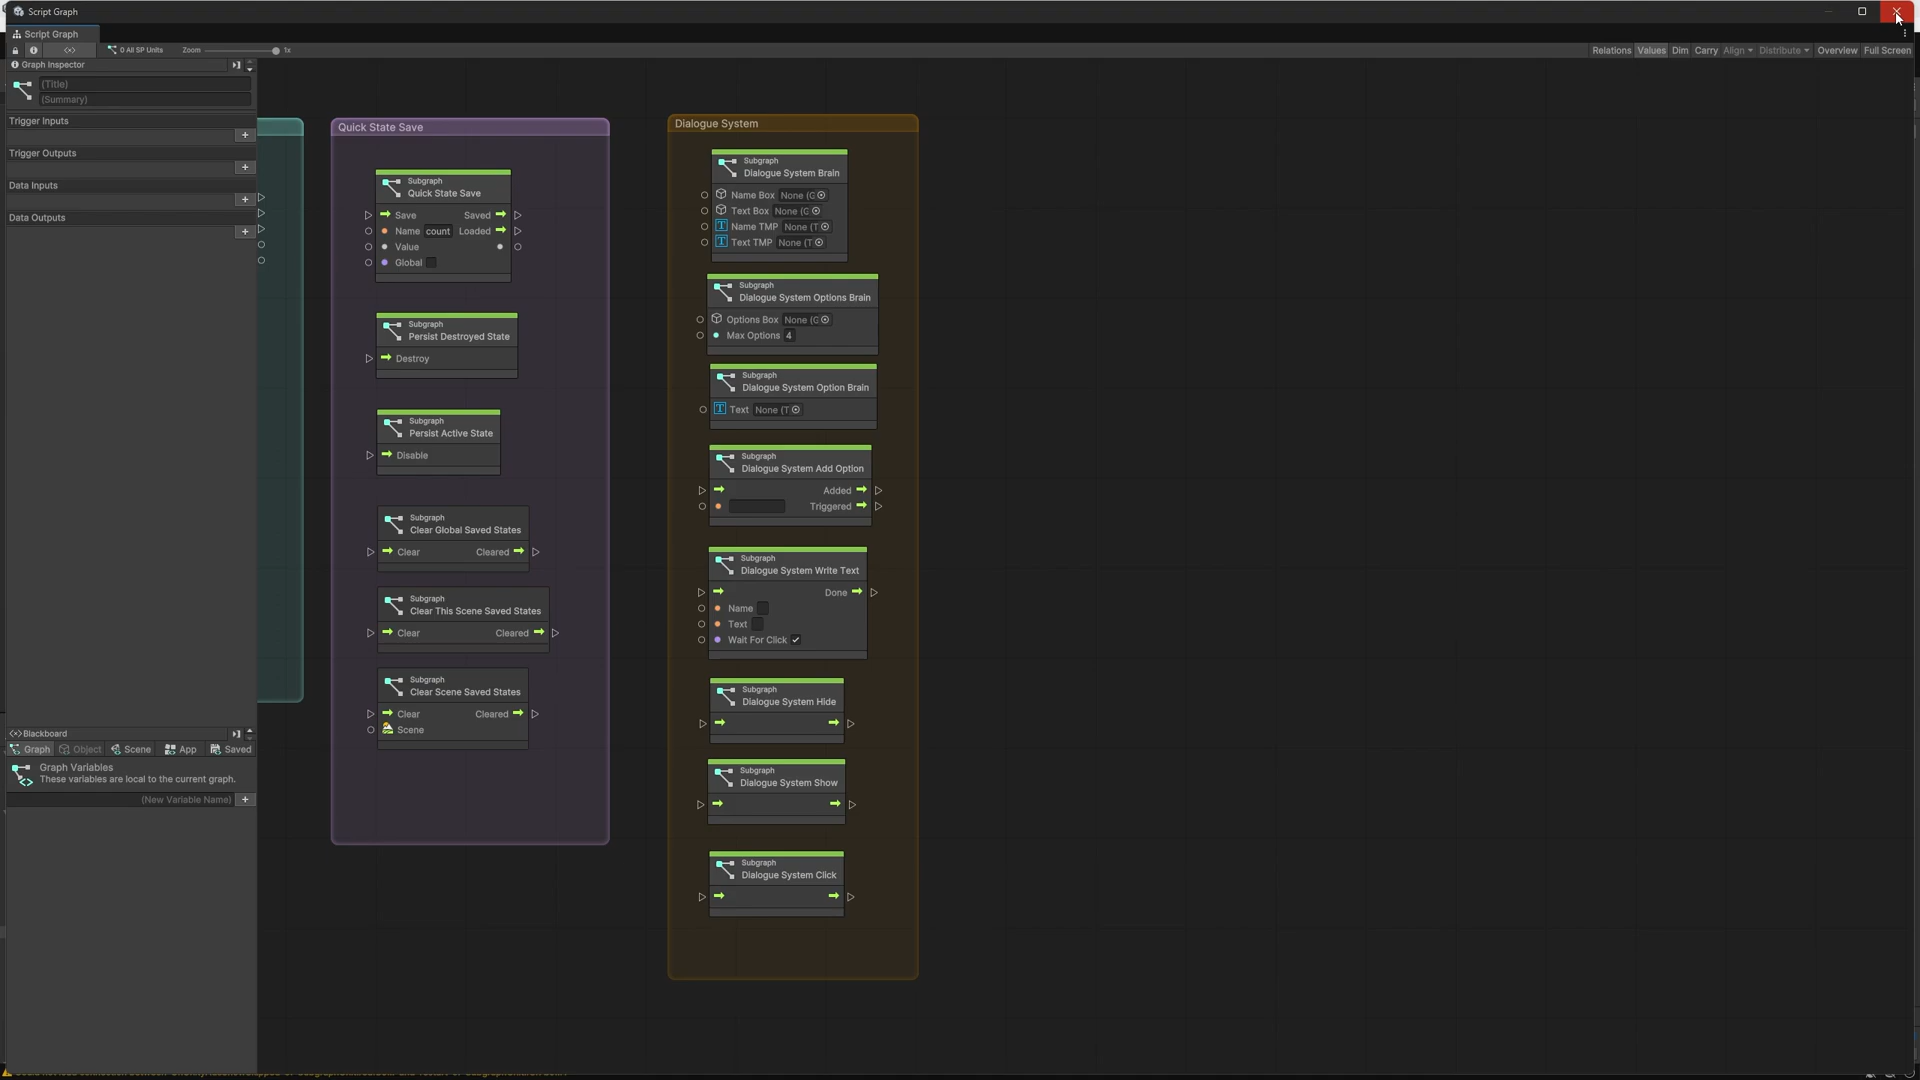 Script Graph
Script Graph
0 All SP Units
Zoom
1x
Relations
Values
Dim
Carry
Align
Distribute
Overview
Full Screen
Graph Inspector
(Title)
(Summary)
Trigger Inputs
Trigger Outputs
Data Inputs
Data Outputs
Blackboard
Graph
Object
Scene
App
Saved
Graph Variables
These variables are local to the current graph.
(New Variable Name)
Quick State Save
Subgraph
Quick State Save
Save Saved
Name count Loaded
Value
Global
Subgraph
Persist Destroyed State
Destroy
Subgraph
Persist Active State
Disable
Subgraph
Clear Global Saved States
Clear Cleared
Subgraph
Clear This Scene Saved States
Clear Cleared
Subgraph
Clear Scene Saved States
Clear Cleared
Scene
Dialogue System
Subgraph
Dialogue System Brain
Name Box None (G
Text Box None (G
Name TMP None (T
Text TMP None (T
Subgraph
Dialogue System Options Brain
Options Box None (G
Max Options 4
Subgraph
Dialogue System Option Brain
Text None (T
Subgraph
Dialogue System Add Option
Added
Triggered
Subgraph
Dialogue System Write Text
Done
Name
Text
Wait For Click
Subgraph
Dialogue System Hide
Subgraph
Dialogue System Show
Subgraph
Dialogue System Click